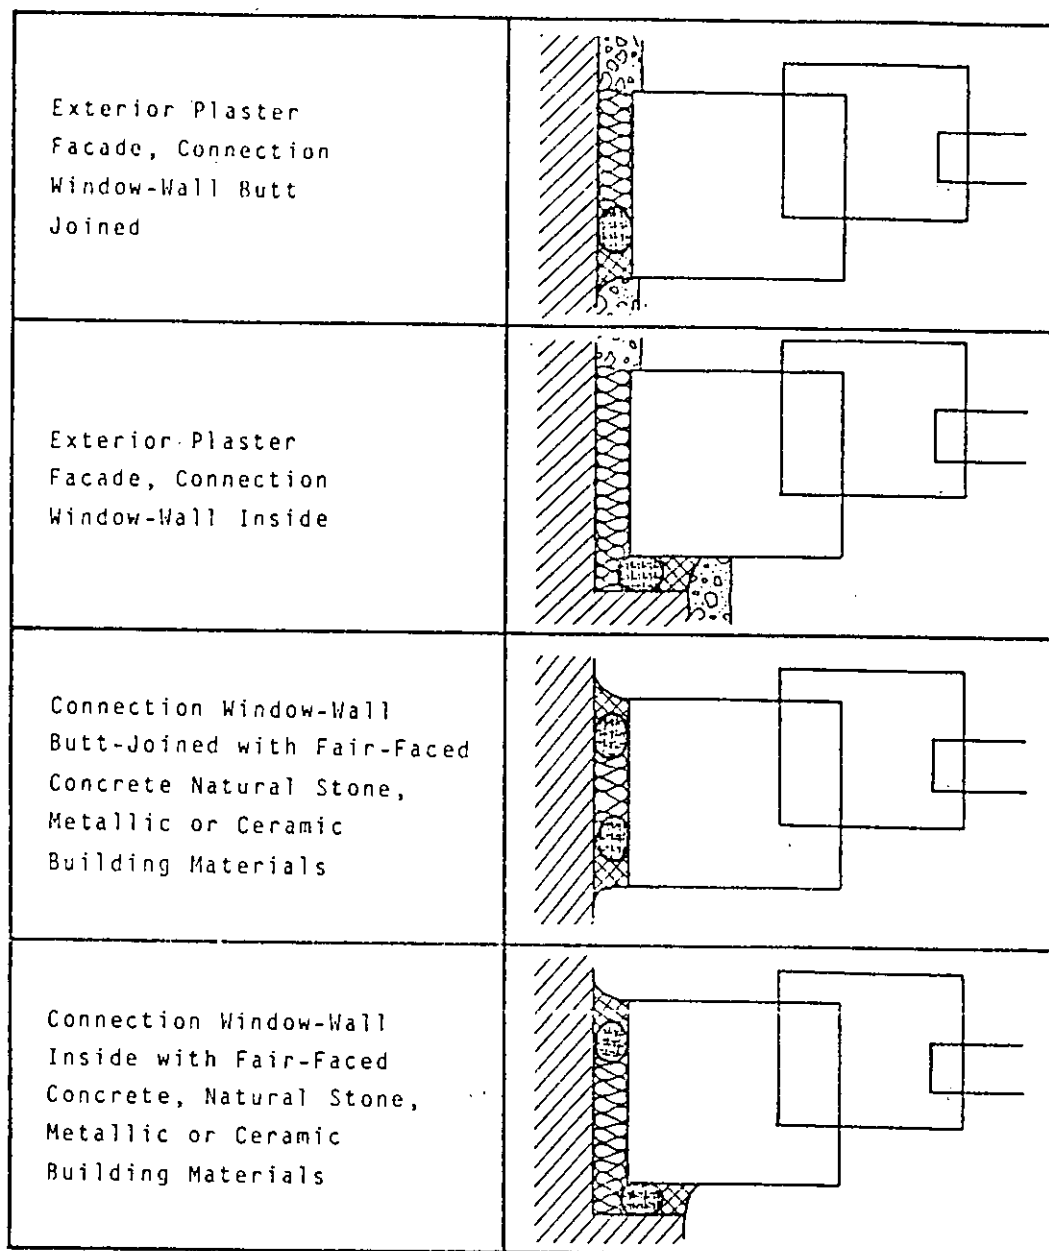 Exterior Plaster
Facade, Connection
Window-Wall Butt
Joined
Exterior Plaster
Facade, Connection
Window-Wall Inside
Connection Window-Wall
Butt-Joined with Fair-Faced
Concrete Natural Stone,
Metallic or Ceramic
Building Materials
Connection Window-Wall
Inside with Fair-Faced
Concrete, Natural Stone,
Metallic or Ceramic
Building Materials